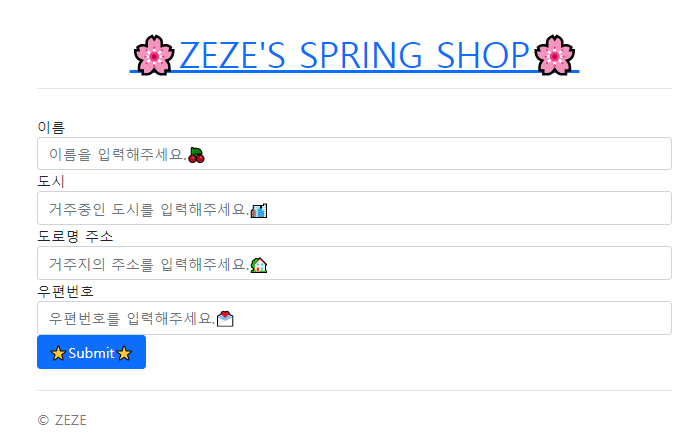 🌸ZEZE'S SPRING SHOP🌸
이름
이름을 입력해주세요.🍒
도시
거주중인 도시를 입력해주세요.🏙️
도로명 주소
거주지의 주소를 입력해주세요.🏡
우편번호
우편번호를 입력해주세요.💌
⭐Submit⭐
© ZEZE